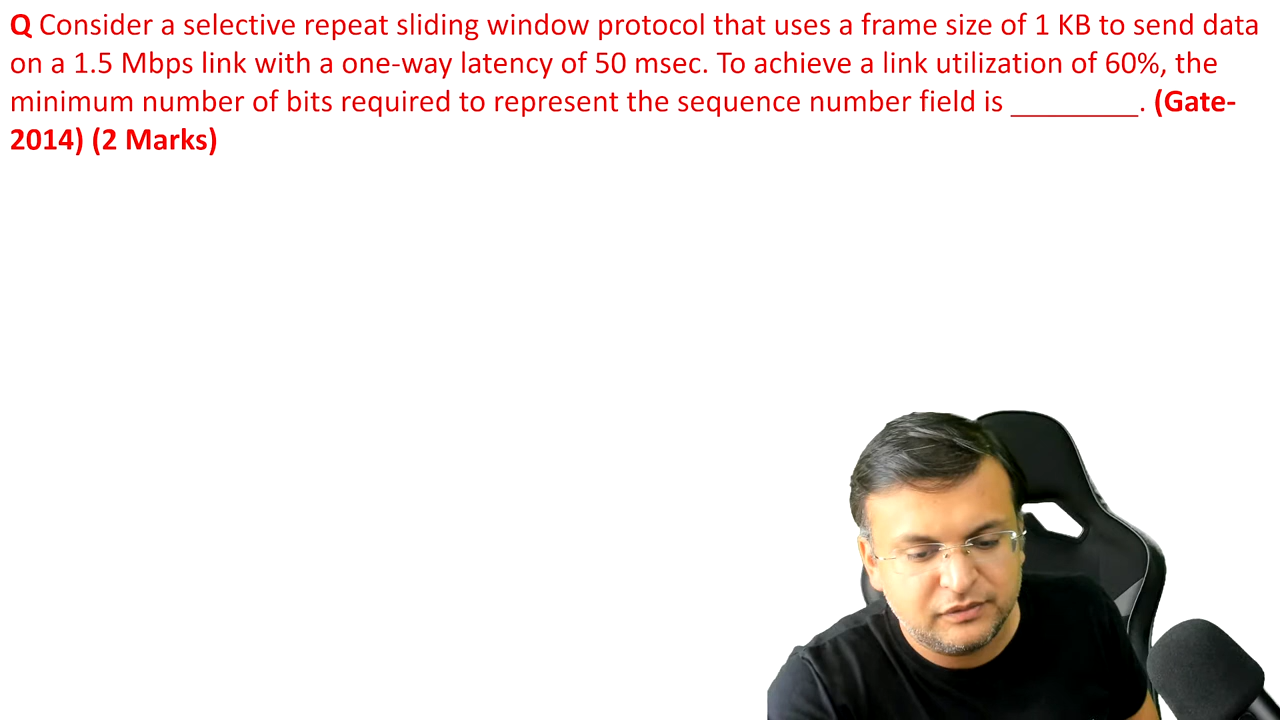 Q Consider a selective repeat sliding window protocol that uses a frame size of 1 KB to send data
on a 1.5 Mbps link with a one-way latency of 50 msec. To achieve a link utilization of 60%, the
minimum number of bits required to represent the sequence number field is _________. (Gate-
2014) (2 Marks)